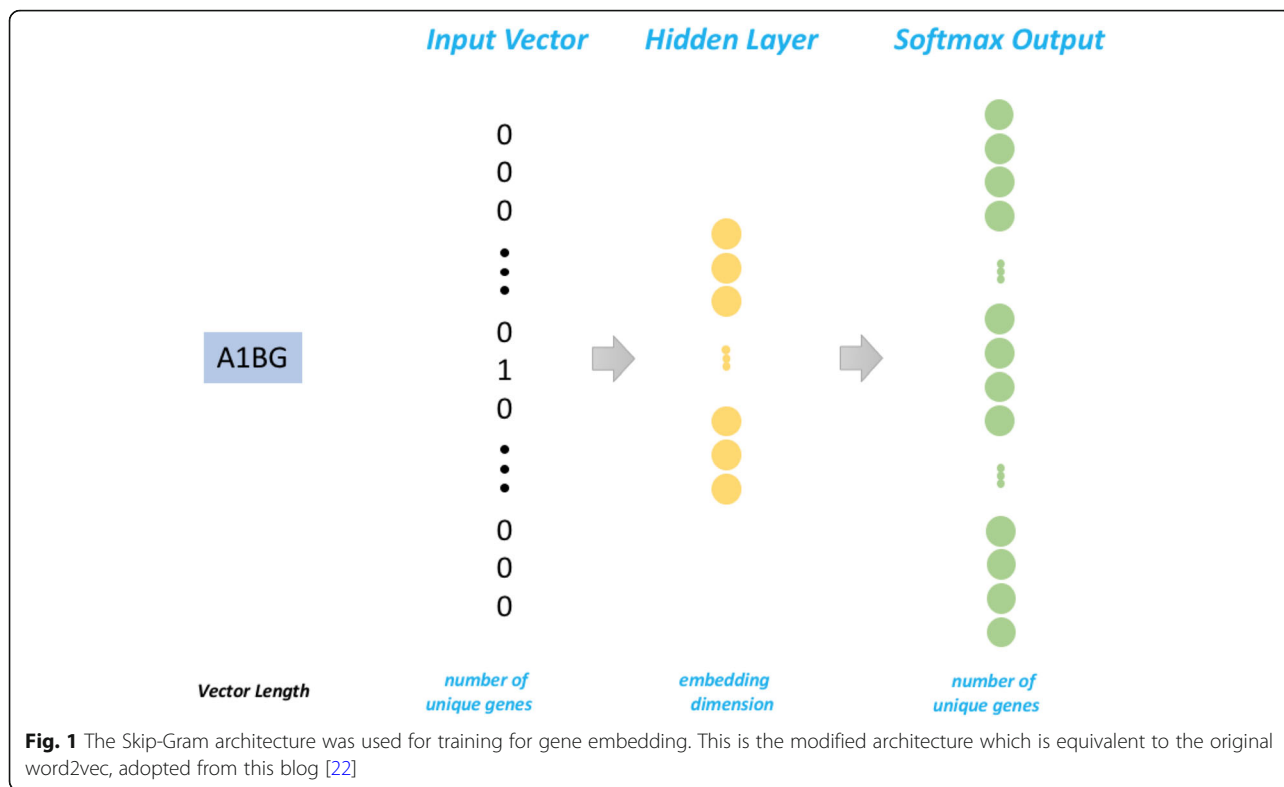 Input Vector Hidden Layer Softmax Output
0
0
0
0
A1BG
1
0
0
0
0
Vector Length
number of unique genes
embedding dimension
number of unique genes
Fig. 1 The Skip-Gram architecture was used for training for gene embedding. This is the modified architecture which is equivalent to the original
word2vec, adopted from this blog [22]